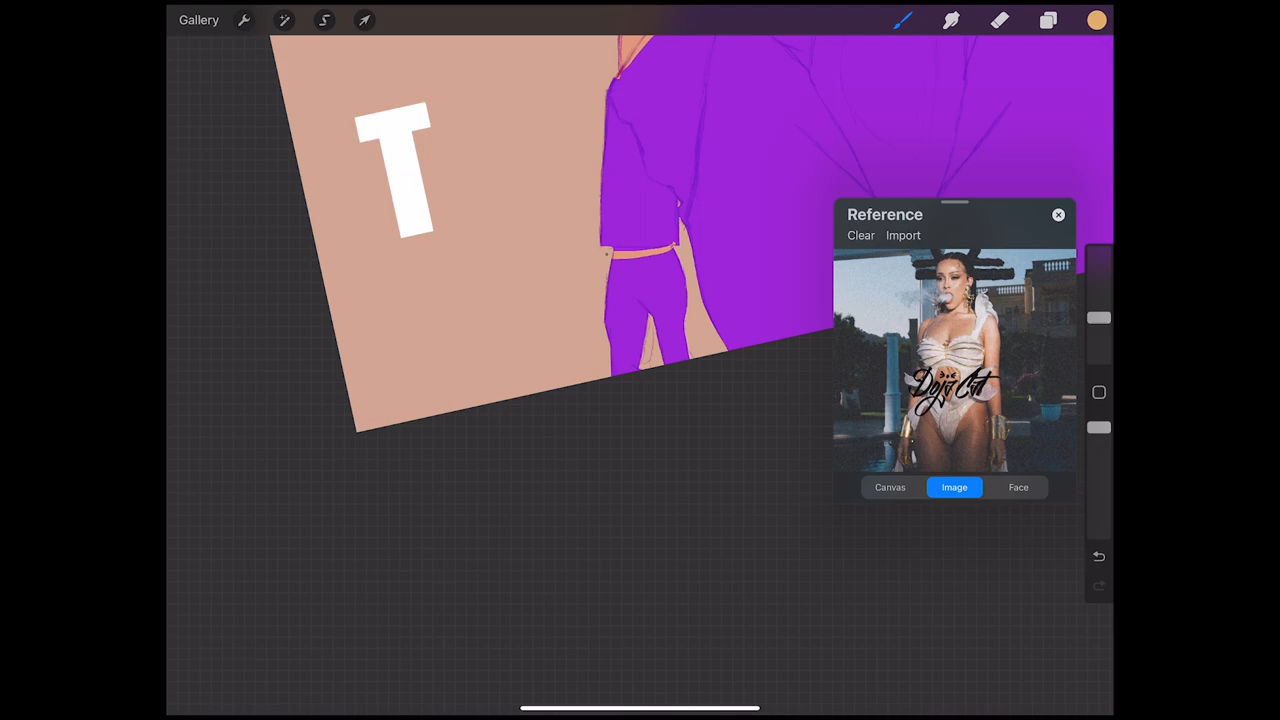 Gallery
T
Reference
Clear Import
Doja Cat
Canvas Image Face